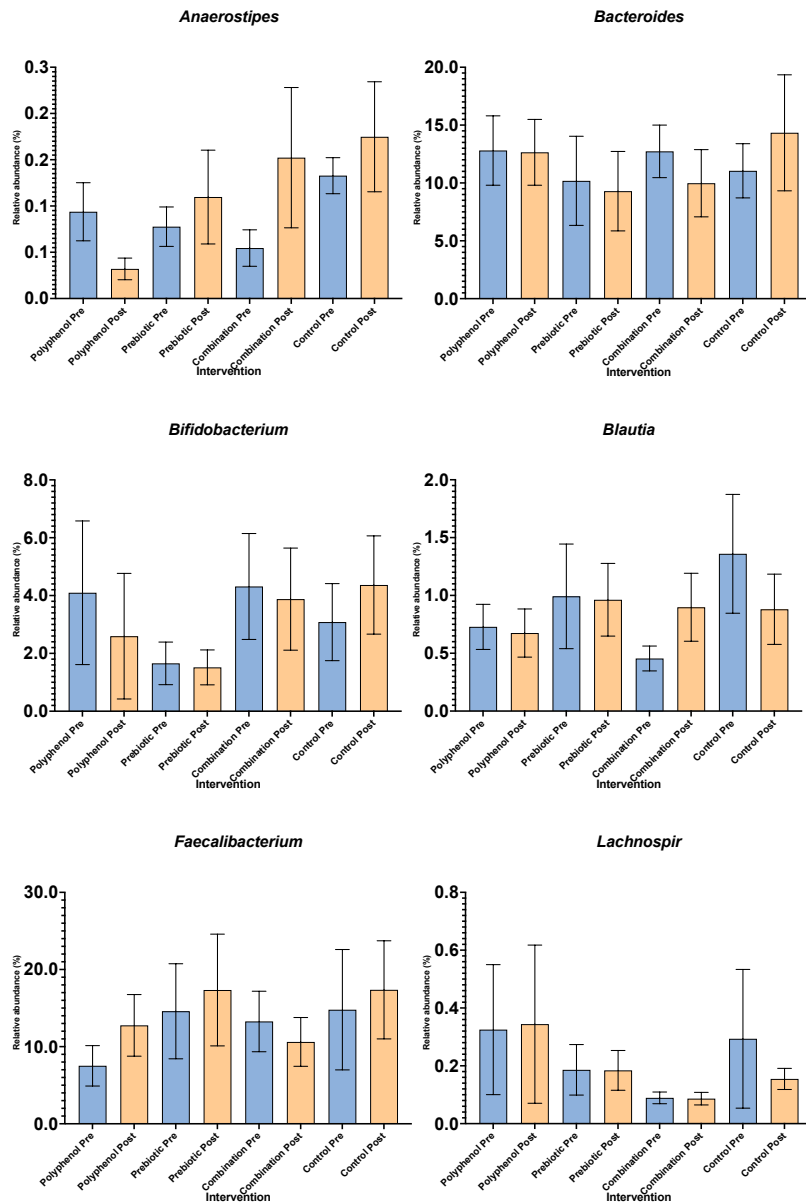 Anaerostipes
Relative abundance (%)
0.3
0.2
0.2
0.1
0.1
0.0
Polyphenol Pre
Polyphenol Post
Prebiotic Pre
Prebiotic Post
Combination Pre
Combination Post
Control Pre
Control Post
Intervention
Bacteroides
Relative abundance (%)
20.0
15.0
10.0
5.0
0.0
Polyphenol Pre
Polyphenol Post
Prebiotic Pre
Prebiotic Post
Combination Pre
Combination Post
Control Pre
Control Post
Intervention
Bifidobacterium
Relative abundance (%)
8.0
6.0
4.0
2.0
0.0
Polyphenol Pre
Polyphenol Post
Prebiotic Pre
Prebiotic Post
Combination Pre
Combination Post
Control Pre
Control Post
Intervention
Blautia
Relative abundance (%)
2.0
1.5
1.0
0.5
0.0
Polyphenol Pre
Polyphenol Post
Prebiotic Pre
Prebiotic Post
Combination Pre
Combination Post
Control Pre
Control Post
Intervention
Faecalibacterium
Relative abundance (%)
30.0
20.0
10.0
0.0
Polyphenol Pre
Polyphenol Post
Prebiotic Pre
Prebiotic Post
Combination Pre
Combination Post
Control Pre
Control Post
Intervention
Lachnospir
Relative abundance (%)
0.8
0.6
0.4
0.2
0.0
Polyphenol Pre
Polyphenol Post
Prebiotic Pre
Prebiotic Post
Combination Pre
Combination Post
Control Pre
Control Post
Intervention